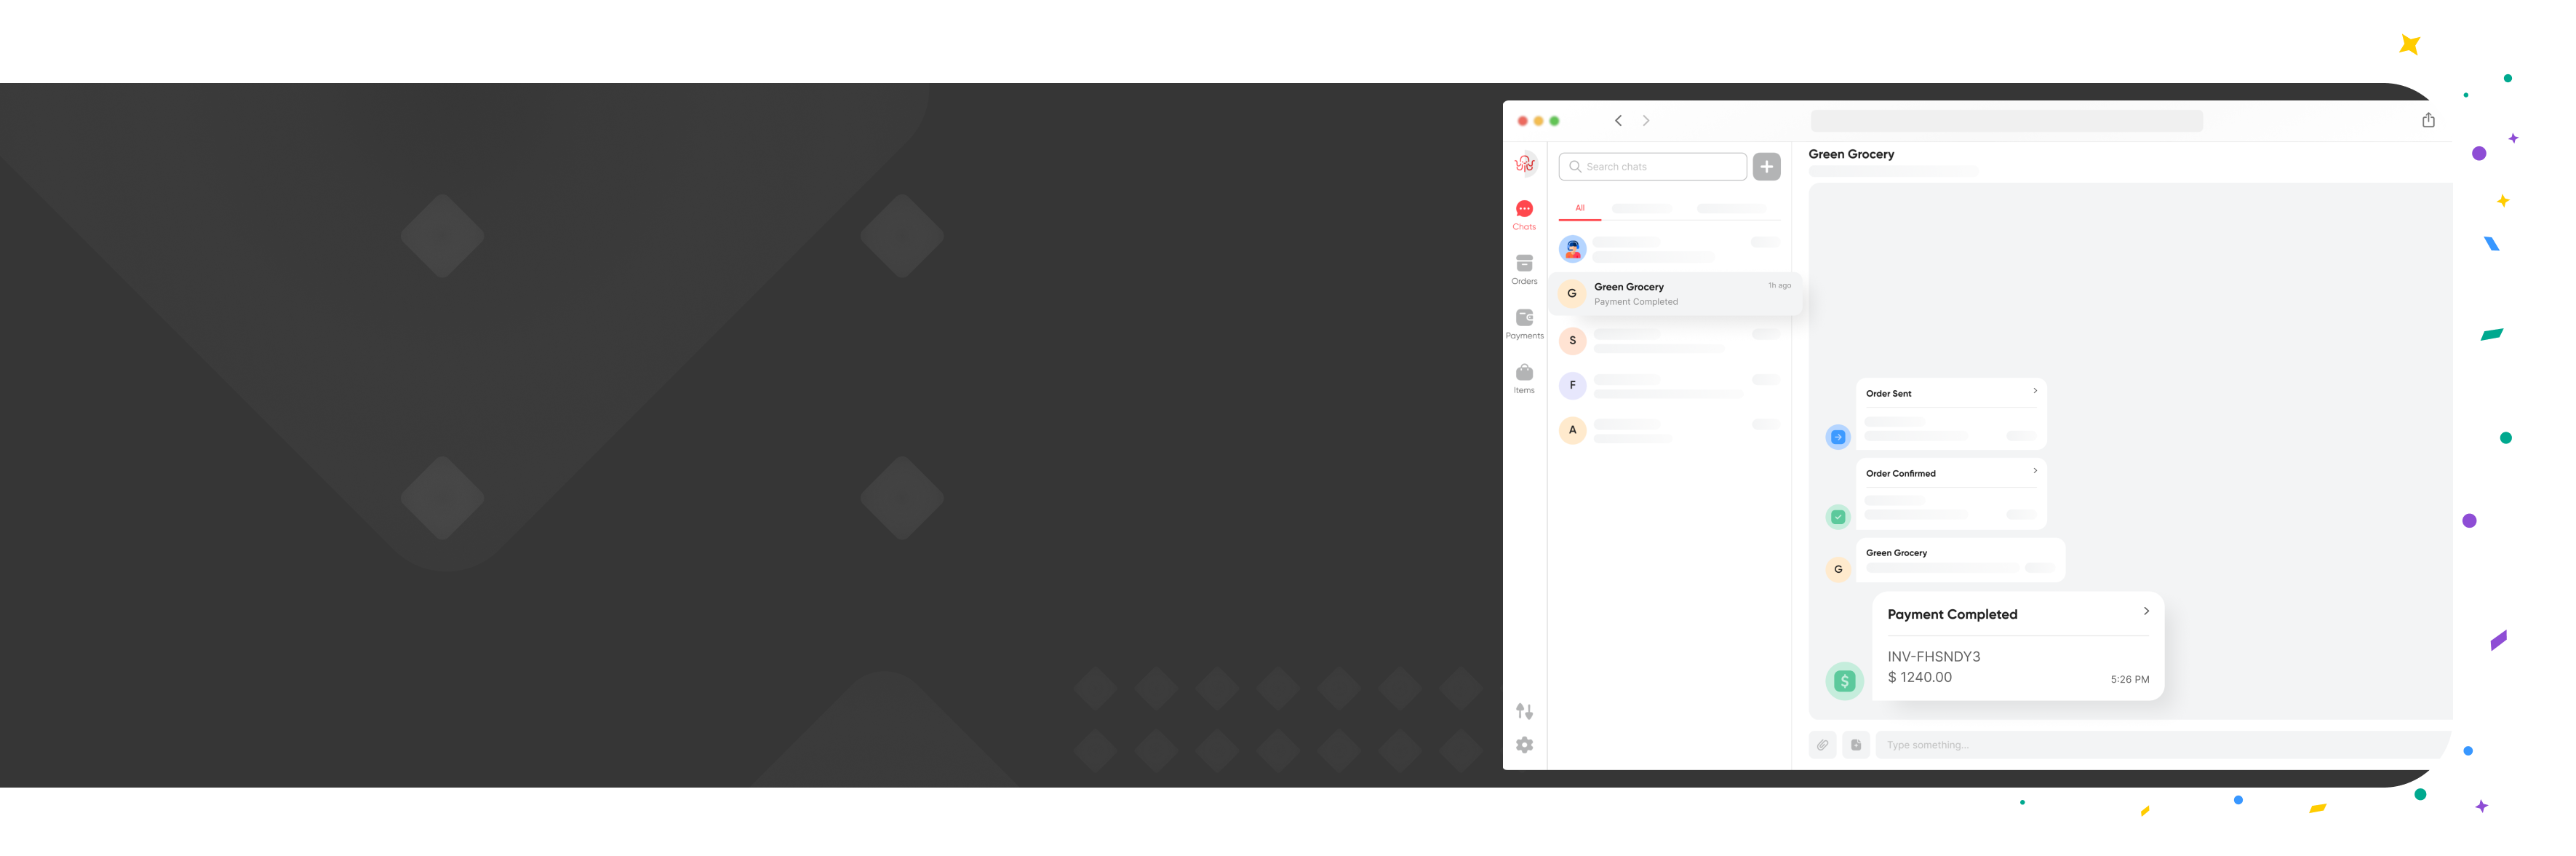 Green Grocery
Search chats
All
Chats
Orders
Payments
Items
Green Grocery
1h ago
Payment Completed
G
S
F
A
Order Sent
Order Confirmed
Green Grocery
G
Payment Completed
INV-FHSNDY3
$ 1240.00
5:26 PM
$
Type something...